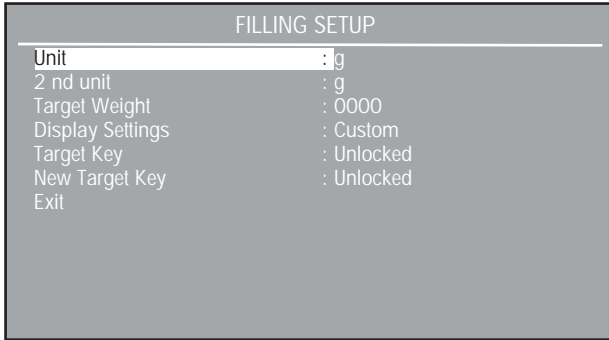 FILLING SETUP
Unit : g
2 nd unit : g
Target Weight : 0000
Display Settings : Custom
Target Key : Unlocked
New Target Key : Unlocked
Exit